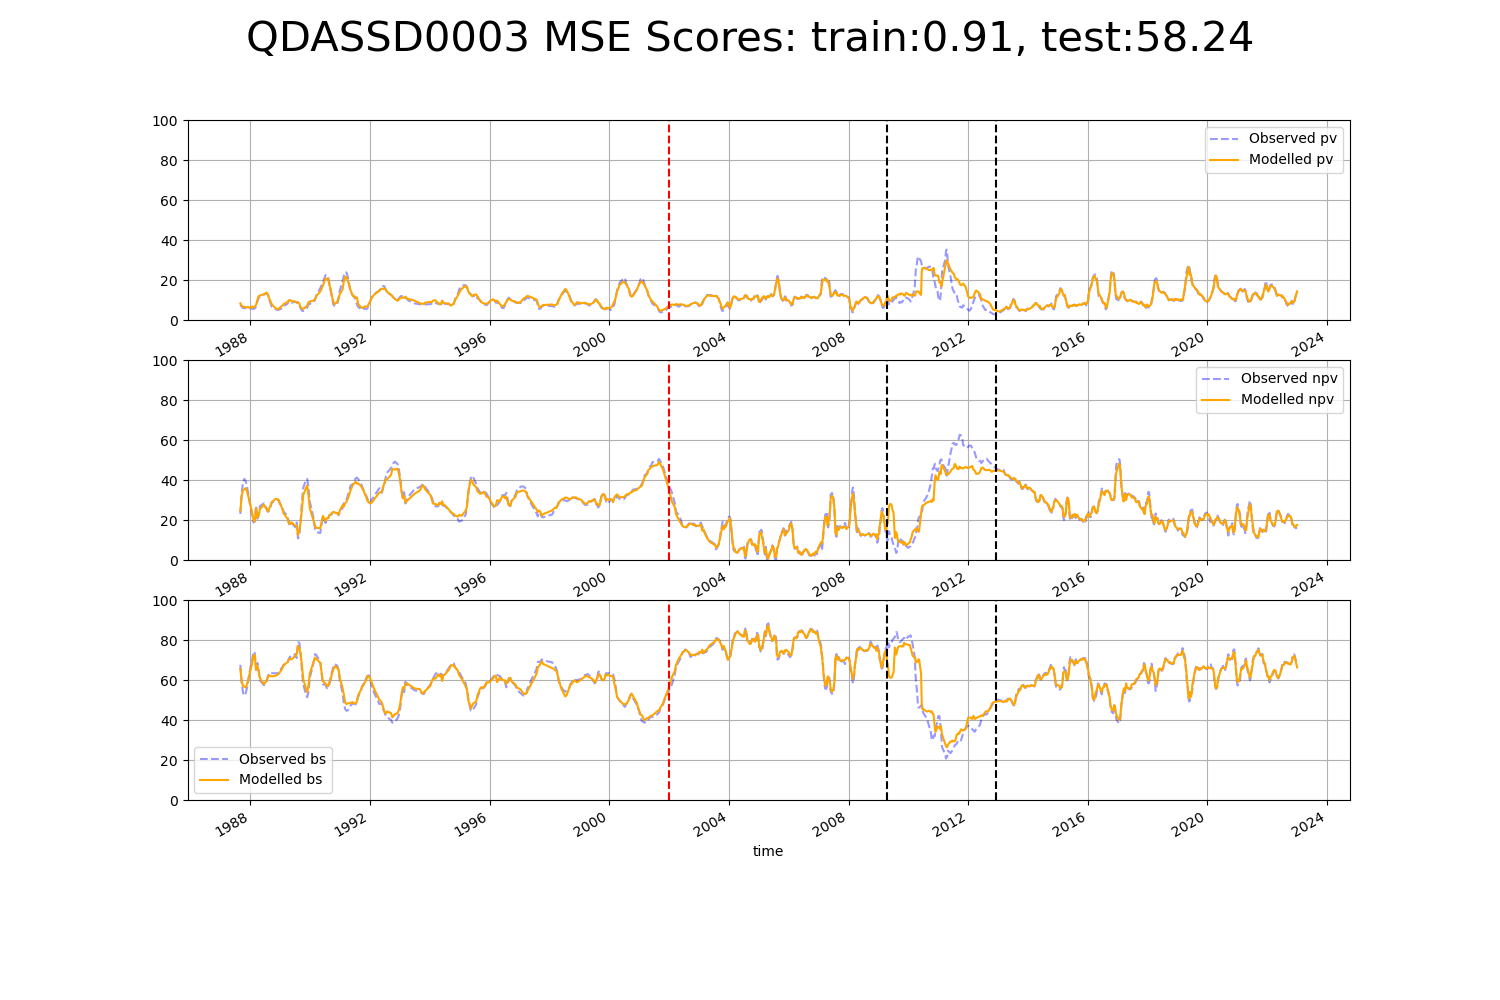 QDASSD0003 MSE Scores: train:0.91, test:58.24
100
80
60
40
20
0
Observed pv
Modelled pv
1988 1992 1996 2000 2004 2008 2012 2016 2020 2024
100
80
60
40
20
0
Observed npv
Modelled npv
1988 1992 1996 2000 2004 2008 2012 2016 2020 2024
100
80
60
40
20
0
Observed bs
Modelled bs
1988 1992 1996 2000 2004 2008 2012 2016 2020 2024
time